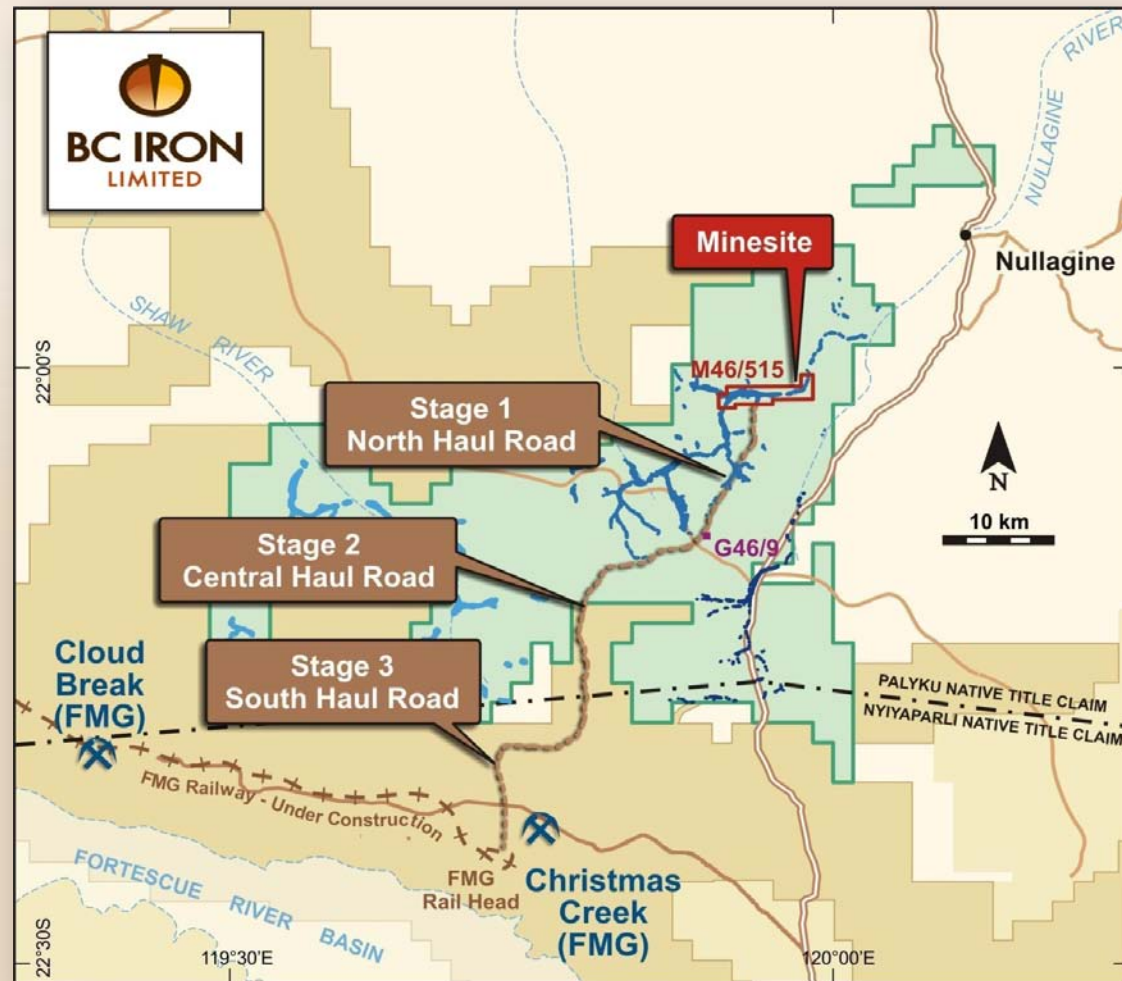 BC IRON
LIMITED
RIVER
NULLAGINE
Minesite
Nullagine
SHAW
RIVER
22°00'S
M46/515
Stage 1
North Haul Road
N
10 km
Stage 2
Central Haul Road
G46/9
Stage 3
South Haul Road
Cloud
Break
(FMG)
PALYKU NATIVE TITLE CLAIM
NYIYAPARLI NATIVE TITLE CLAIM
FMG Railway - Under Construction
FMG
Rail Head
Christmas
Creek
(FMG)
FORTESCUE RIVER BASIN
22°30S
119°30'E
120°00'E